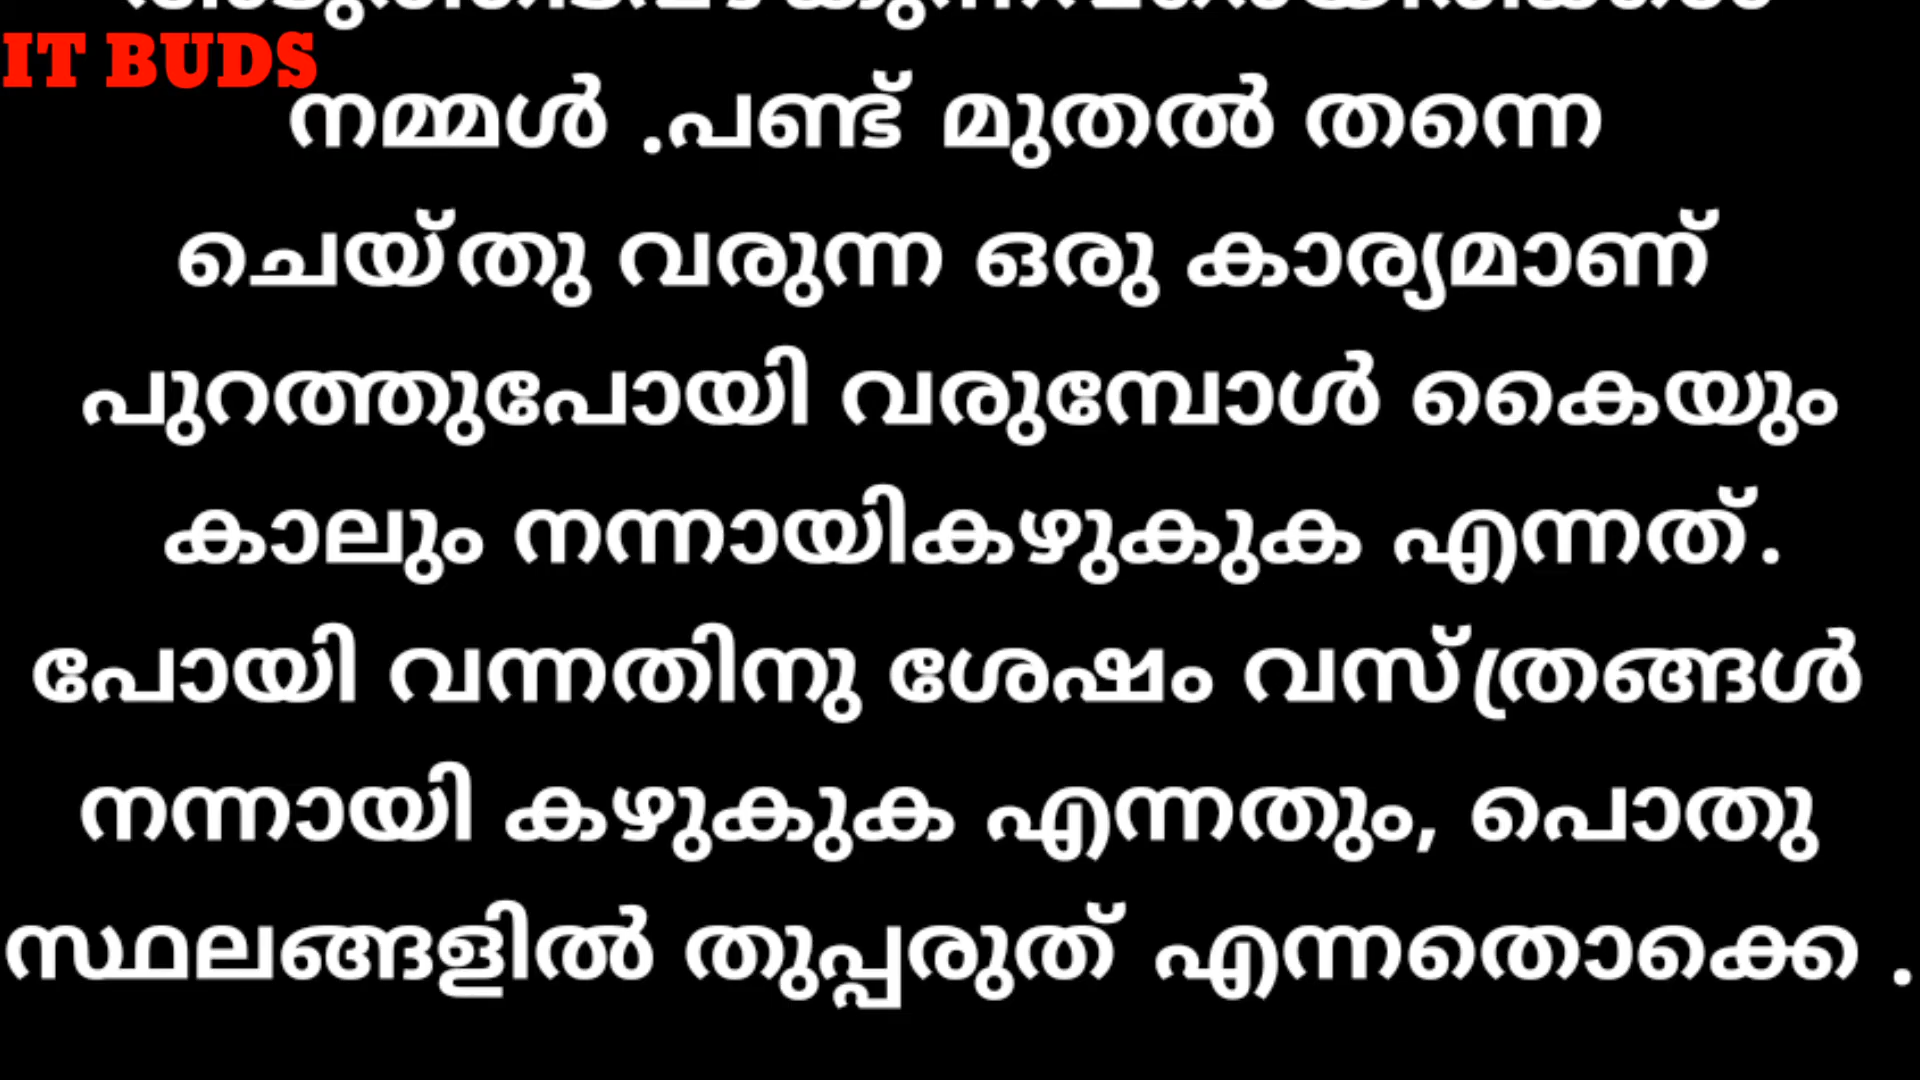 IT BUDS
നമ്മൾ .പണ്ട് മുതൽ തന്നെ
ചെയ്തു വരുന്ന ഒരു കാര്യമാണ്
പുറത്തുപോയി വരുമ്പോൾ കൈയും
കാലും നന്നായികഴുകുക എന്നത്.
പോയി വന്നതിനു ശേഷം വസ്ത്രങ്ങൾ
നന്നായി കഴുകുക എന്നതും, പൊതു
സ്ഥലങ്ങളിൽ തുപ്പരുത് എന്നതൊക്കെ .